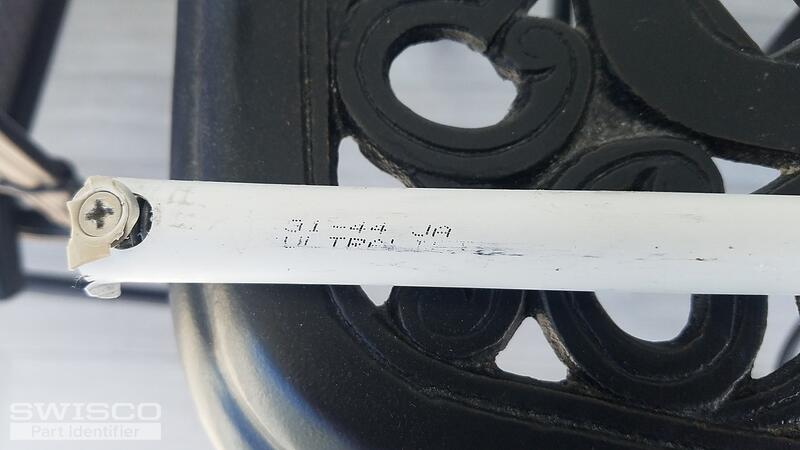 31-44 JA
SWISCO
Part Identifier